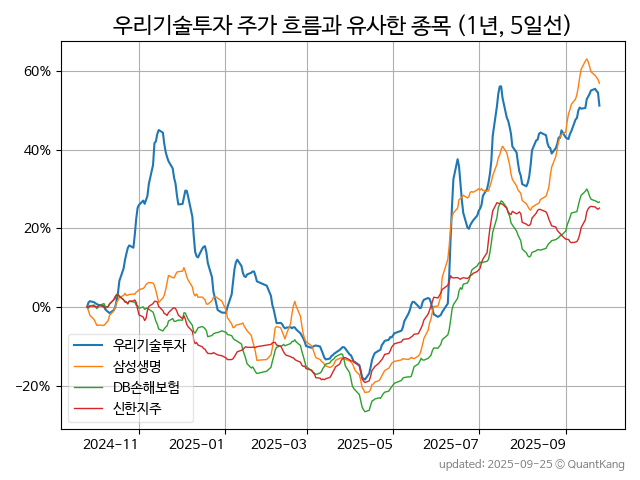 우리기술투자 주가 흐름과 유사한 종목 (1년, 5일선)
60%
40%
20%
0%
−20%
우리기술투자
삼성생명
DB손해보험
신한지주
2024-11 2025-01 2025-03 2025-05 2025-07 2025-09
updated: 2025-09-25 © QuantKang